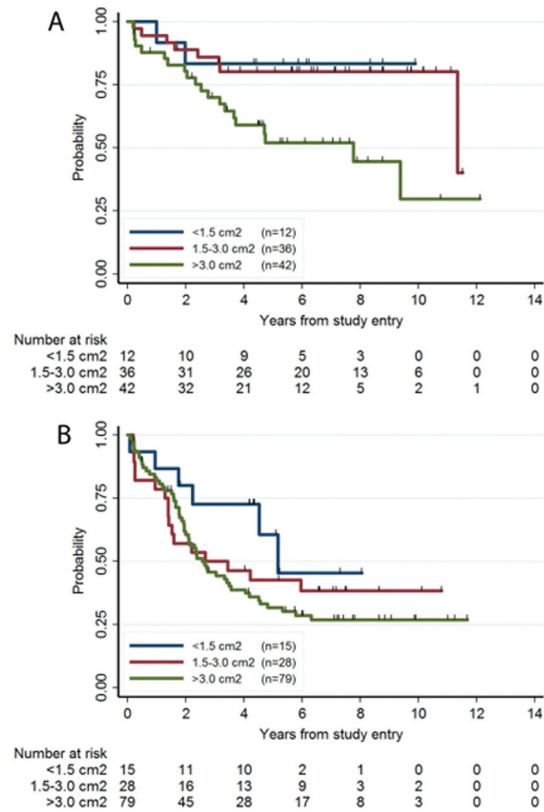 A
1.00
0.75
0.50
0.25
0.00
Probability
<1.5 cm2 (n=12)
1.5-3.0 cm2 (n=36)
>3.0 cm2 (n=42)
0 2 4 6 8 10 12 14
Years from study entry
Number at risk
<1.5 cm2 12 10 9 5 3 0 0 0
1.5-3.0 cm2 36 31 26 20 13 6 0 0
>3.0 cm2 42 32 21 12 5 2 1 0
B
1.00
0.75
0.50
0.25
0.00
Probability
<1.5 cm2 (n=15)
1.5-3.0 cm2 (n=28)
>3.0 cm2 (n=79)
0 2 4 6 8 10 12 14
Years from study entry
Number at risk
<1.5 cm2 15 11 10 2 1 0 0 0
1.5-3.0 cm2 28 16 13 9 3 2 0 0
>3.0 cm2 79 45 28 17 8 3 0 0